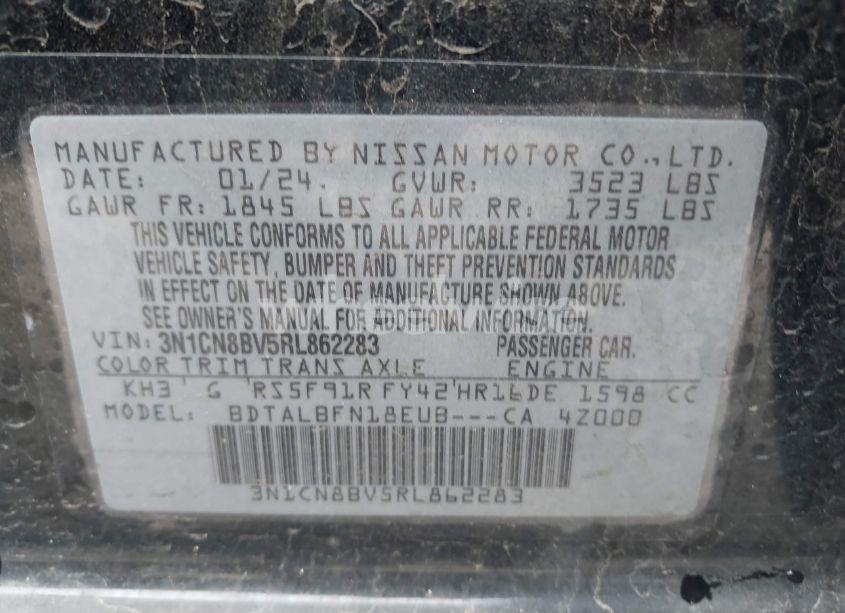 MANUFACTURED BY NISSAN MOTOR CO.,LTD.
DATE: 01/24. GVWR: 3523 LBS
GAWR FR: 1845 LBS GAWR RR: 1735 LBS
THIS VEHICLE CONFORMS TO ALL APPLICABLE FEDERAL MOTOR
VEHICLE SAFETY, BUMPER AND THEFT PREVENTION STANDARDS
IN EFFECT ON THE DATE OF MANUFACTURE SHOWN ABOVE.
SEE OWNER'S MANUAL FOR ADDITIONAL INFORMATION.
VIN: 3N1CN8BV5RL862283 PASSENGER CAR.
COLOR TRIM TRANS AXLE ENGINE
KH3 G RS5F91R FY42 HR16DE 1598 CC
MODEL: BDTALBFN18EUB---CA 4Z000
3N1CN8BV5RL862283